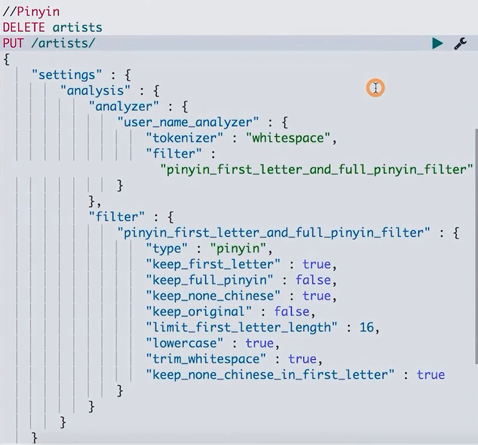 //Pinyin
DELETE artists
PUT /artists/
{
"settings" : {
"analysis" : {
"analyzer" : {
"user_name_analyzer" : {
"tokenizer" : "whitespace",
"filter" :
"pinyin_first_letter_and_full_pinyin_filter"
}
},
"filter" : {
"pinyin_first_letter_and_full_pinyin_filter" : {
"type" : "pinyin",
"keep_first_letter" : true,
"keep_full_pinyin" : false,
"keep_none_chinese" : true,
"keep_original" : false,
"limit_first_letter_length" : 16,
"lowercase" : true,
"trim_whitespace" : true,
"keep_none_chinese_in_first_letter" : true
}
}
}
}